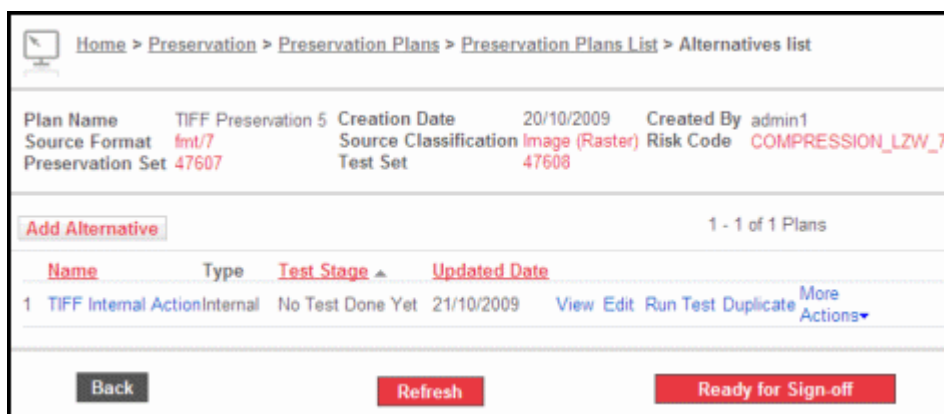 Home > Preservation > Preservation Plans > Preservation Plans List > Alternatives list
Plan Name TIFF Preservation 5 Creation Date 20/10/2009 Created By admin1
Source Format fmt/7 Source Classification Image (Raster) Risk Code COMPRESSION_LZW_7
Preservation Set 47607 Test Set 47608
Add Alternative 1 - 1 of 1 Plans
Name Type Test Stage Updated Date
1 TIFF Internal Action Internal No Test Done Yet 21/10/2009 View Edit Run Test Duplicate More Actions
Back Refresh Ready for Sign-off